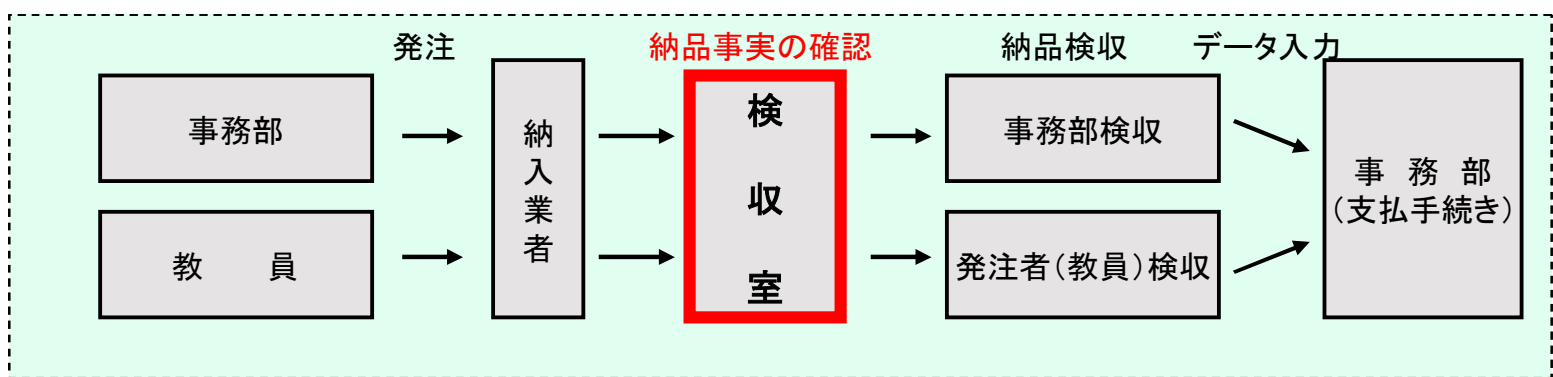 発注
納品事実の確認
納品検収
データ入力
事務部
教　　員
納入業者
検収室
事務部検収
発注者(教員)検収
事　務　部
(支払手続き)